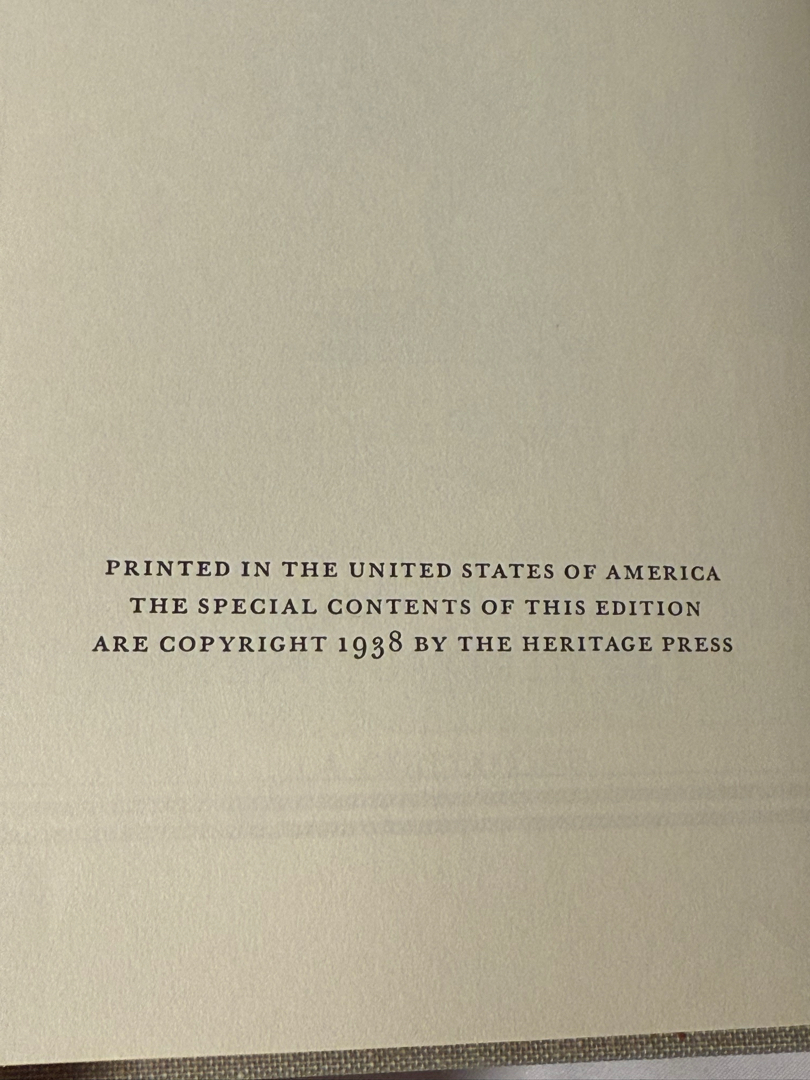 PRINTED IN THE UNITED STATES OF AMERICA
THE SPECIAL CONTENTS OF THIS EDITION
ARE COPYRIGHT 1938 BY THE HERITAGE PRESS